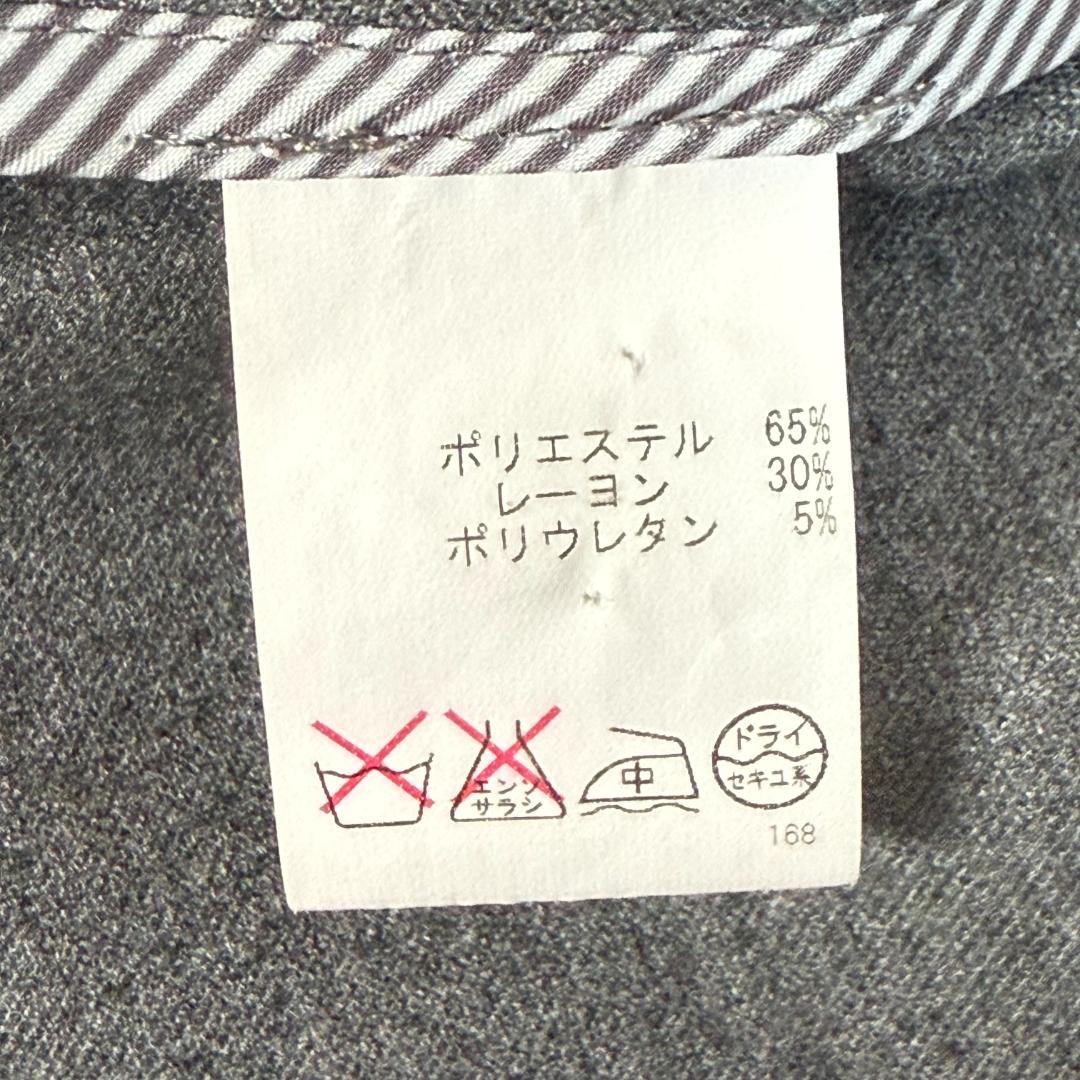 ポリエステル 65%
レーヨン 30%
ポリウレタン 5%
エンソ
サラシ
中
ドライ
セキユ系
168